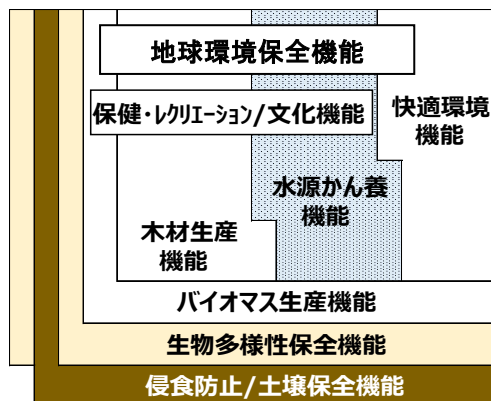 地球環境保全機能
保健・ﾚｸﾘｴｰｼｮﾝ/文化機能
快適環境
機能
水源かん養
機能
木材生産
機能
バイオマス生産機能
生物多様性保全機能
侵食防止/土壌保全機能